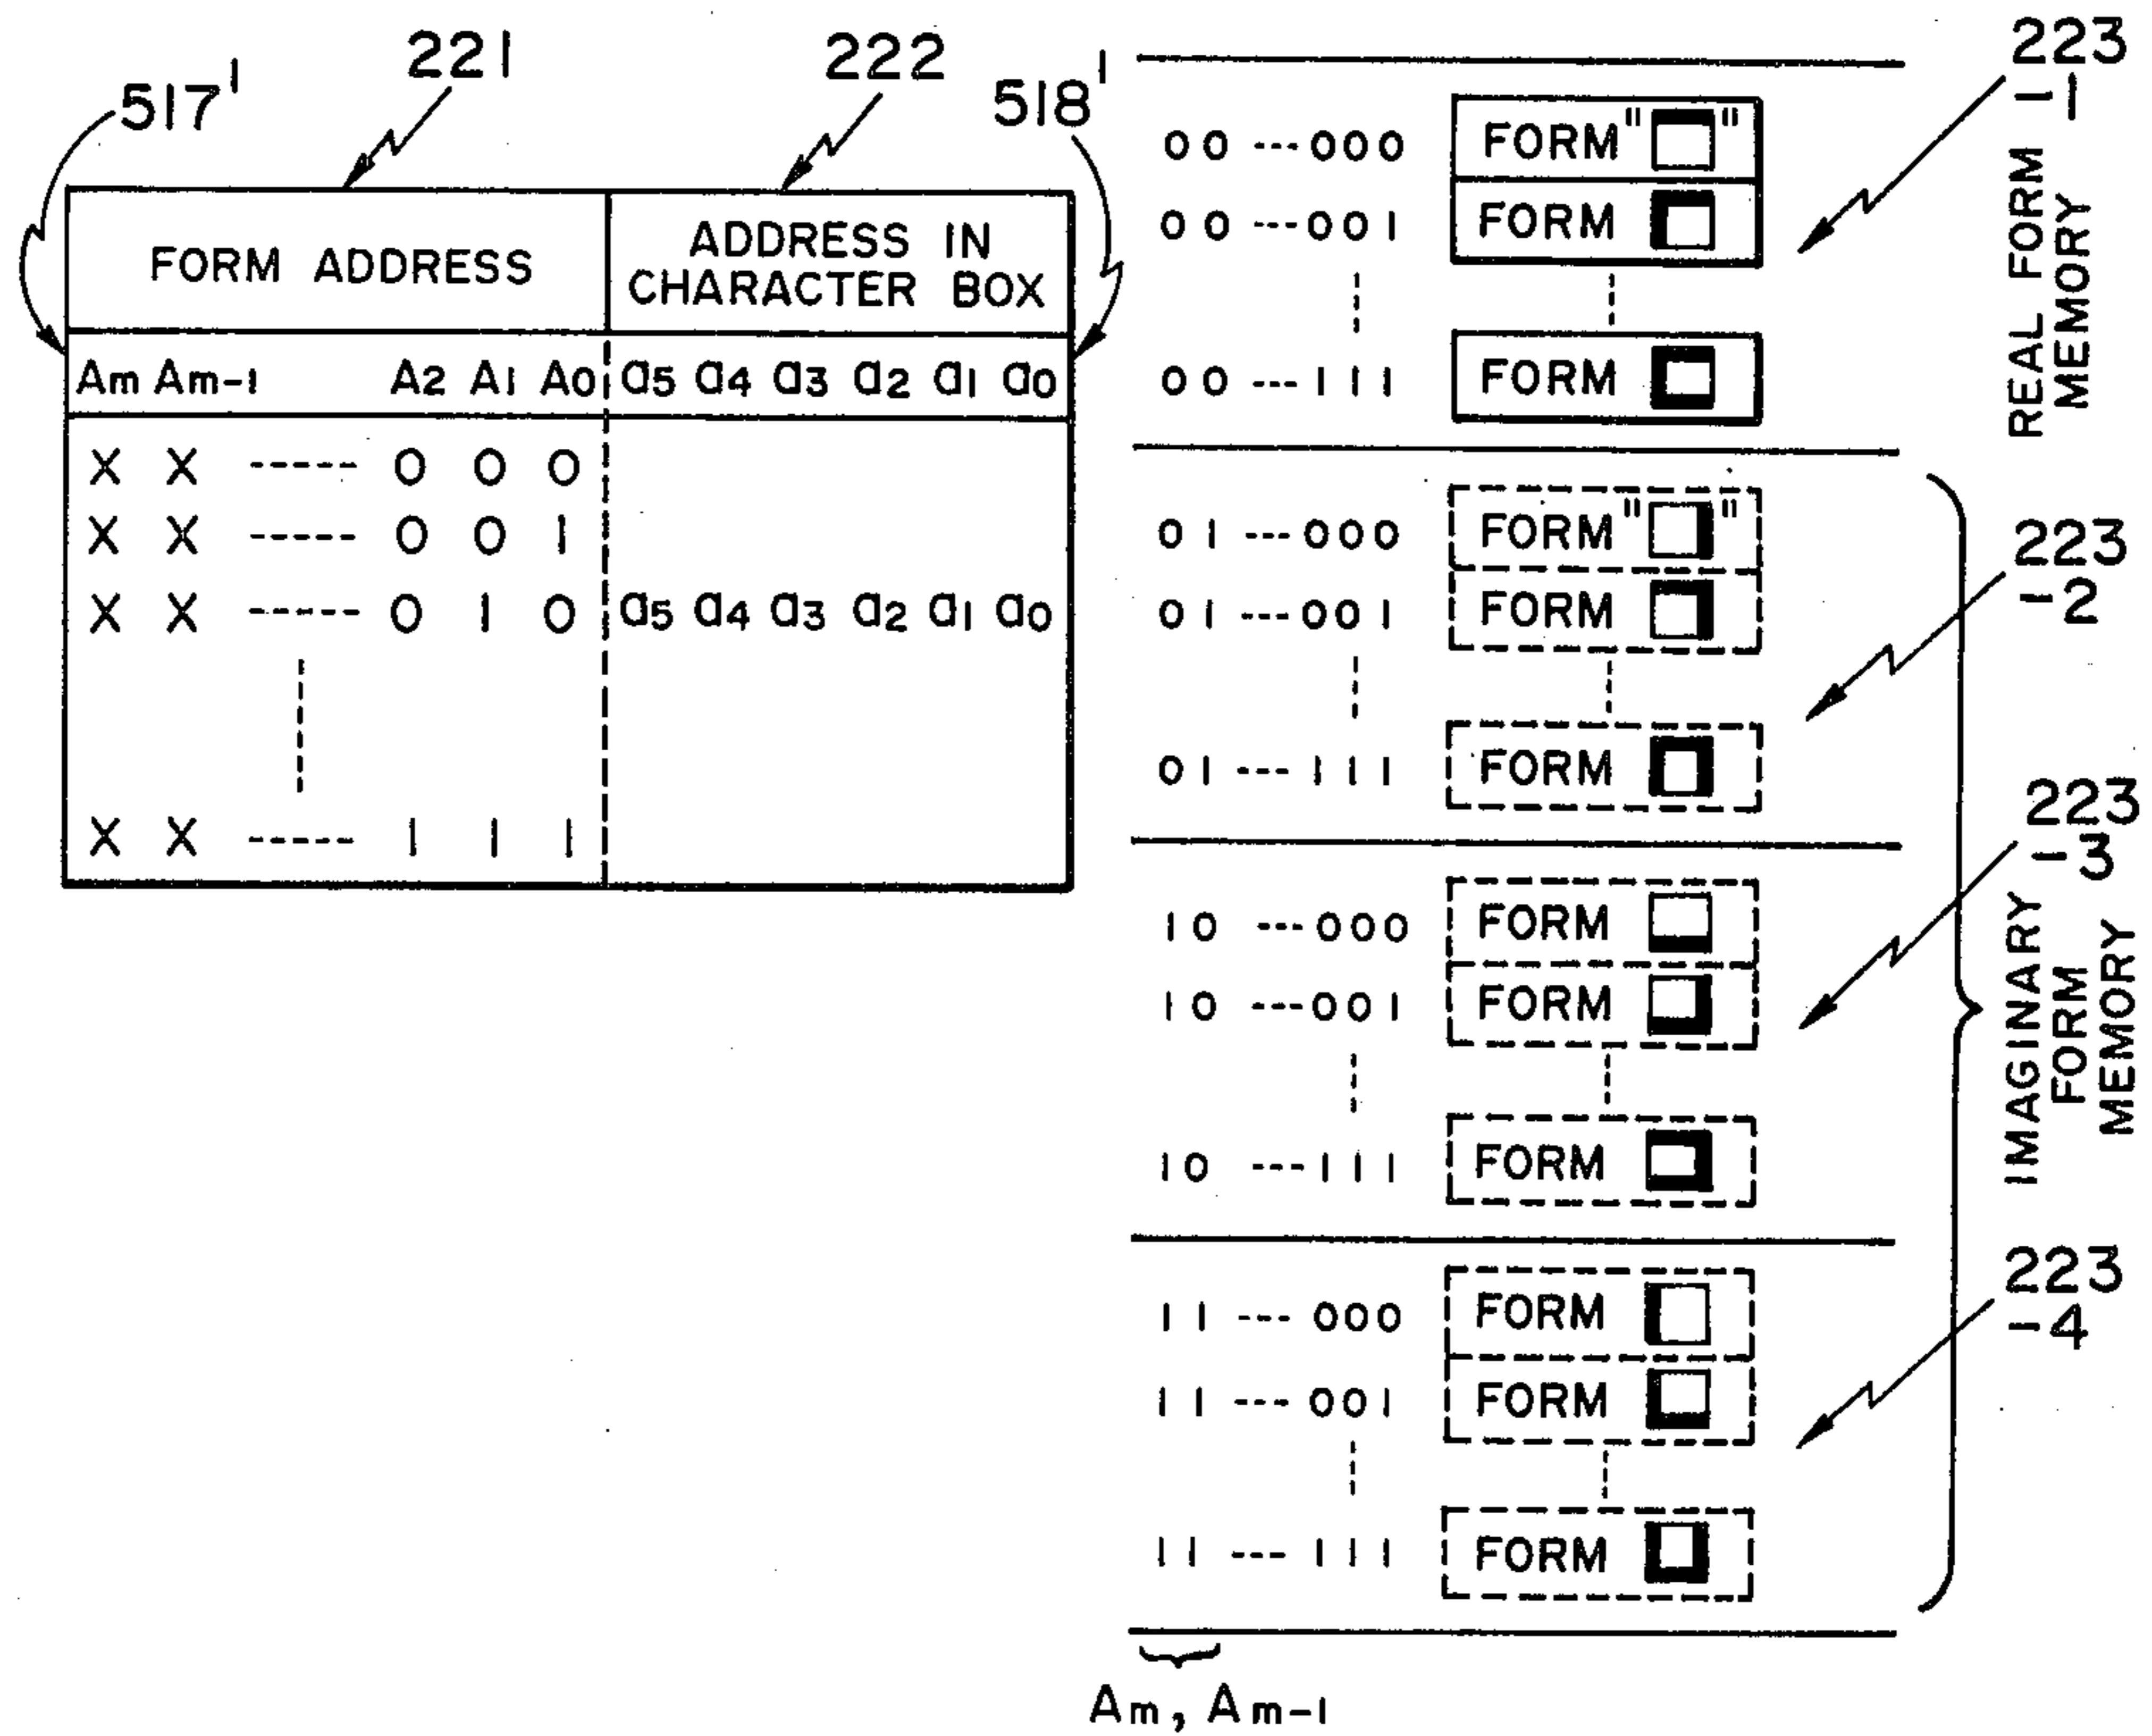 517'
221
222
518'
FORM ADDRESS
ADDRESS IN
CHARACTER BOX
Am Am-1 A2 A1 A0 a5 a4 a3 a2 a1 a0
X X ----- 0 0 0
X X ----- 0 0 1
X X ----- 0 1 0 a5 a4 a3 a2 a1 a0
X X ----- 1 1 1
00 --- 000 FORM " "
00 --- 001 FORM
00 --- 111 FORM
223
-1
REAL FORM
MEMORY
01 --- 000 FORM " "
01 --- 001 FORM
01 --- 111 FORM
223
-2
10 --- 000 FORM
10 --- 001 FORM
10 --- 111 FORM
223
-3
IMAGINARY
FORM
MEMORY
11 --- 000 FORM
11 --- 001 FORM
11 --- 111 FORM
223
-4
Am, Am-1